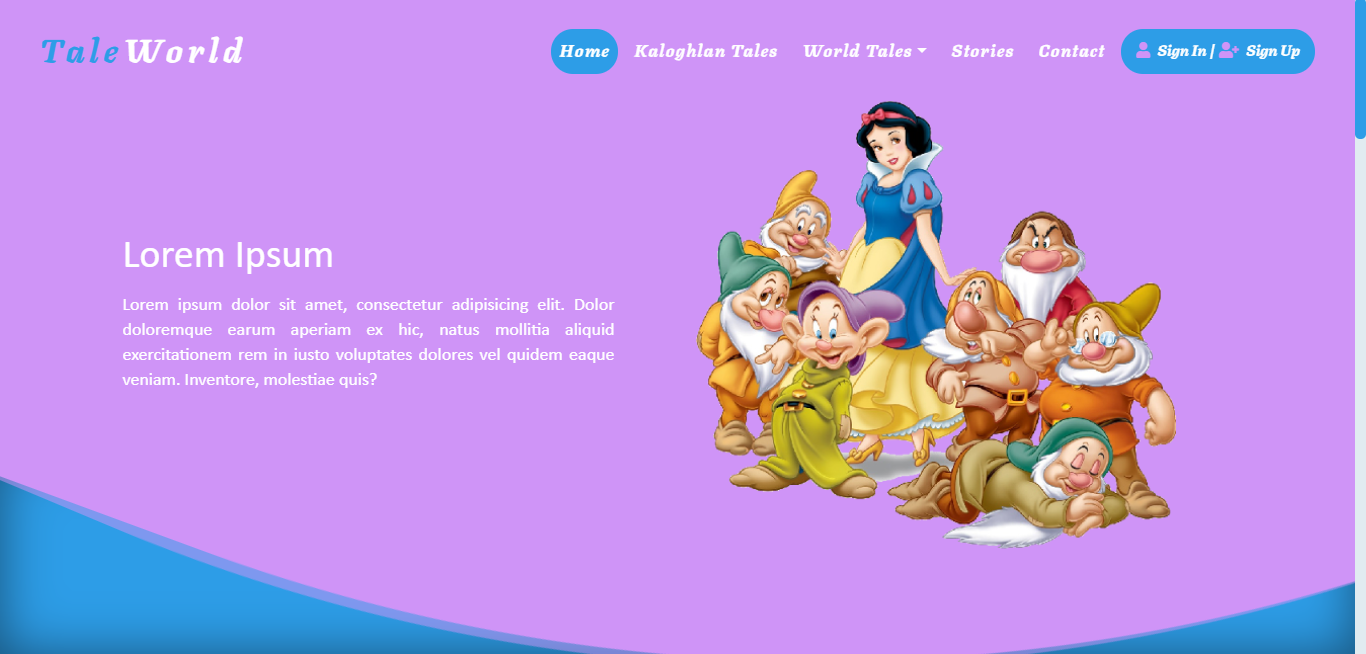 TaleWorld
Home Kaloghlan Tales World Tales Stories Contact Sign In | Sign Up
Lorem Ipsum
Lorem ipsum dolor sit amet, consectetur adipisicing elit. Dolor
doloremque earum aperiam ex hic, natus mollitia aliquid
exercitationem rem in iusto voluptates dolores vel quidem eaque
veniam. Inventore, molestiae quis?